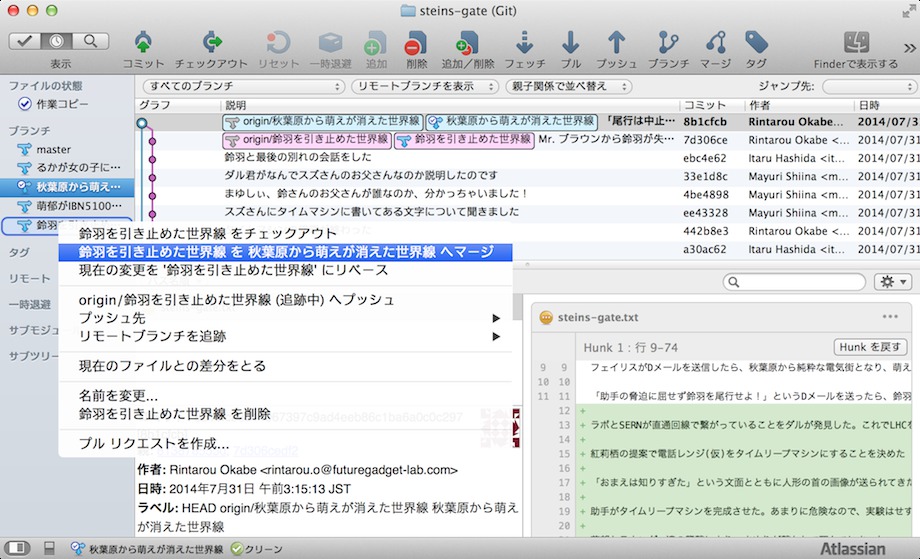 steins-gate (Git)
表示
コミット
チェックアウト
リセット
一時退避
追加
削除
追加/削除
フェッチ
プル
プッシュ
ブランチ
マージ
タグ
Finderで表示する
ファイルの状態
作業コピー
ブランチ
master
るかが女の子に…
秋葉原から萌え…
萌郁がIBN5100…
タグ
リモート
一時退避
サブモジュ
サブツリー
すべてのブランチ
リモートブランチを表示
親子関係で並べ替え
ジャンプ先:
グラフ 説明 コミット 作者 日時
origin/秋葉原から萌えが消えた世界線 秋葉原から萌えが消えた世界線 「尾行は中止… 8b1cfcb Rintarou Okabe… 2014/07/31
origin/鈴羽を引き止めた世界線 鈴羽を引き止めた世界線 Mr. ブラウンから鈴羽が失… 7d306ce Rintarou Okabe <… 2014/07/31
鈴羽と最後の別れの会話をした ebc4e62 Itaru Hashida <it… 2014/07/31
ダル君がなんでスズさんのお父さんなのか説明したのです 33e1d8c Mayuri Shiina <m… 2014/07/31
まゆしぃ、鈴さんのお父さんが誰なのか、分かっちゃいました！ 4be4898 Mayuri Shiina <m… 2014/07/31
スズさんにタイムマシンに書いてある文字について聞きました ee43328 Mayuri Shiina <m… 2014/07/31
442b8e3 Rintarou Okabe <… 2014/07/31
a30ac62 Itaru Hashida <it… 2014/07/31
鈴羽を引き止めた世界線 をチェックアウト
鈴羽を引き止めた世界線 を 秋葉原から萌えが消えた世界線 へマージ
現在の変更を '鈴羽を引き止めた世界線' にリベース
origin/鈴羽を引き止めた世界線 (追跡中) へプッシュ
プッシュ先
リモートブランチを追跡
現在のファイルとの差分をとる
名前を変更...
鈴羽を引き止めた世界線 を削除
プル リクエストを作成...
作者: Rintarou Okabe <rintarou.o@futuregadget-lab.com>
日時: 2014年7月31日 午前3:15:13 JST
ラベル: HEAD origin/秋葉原から萌えが消えた世界線 秋葉原から萌え
が消えた世界線
steins-gate.txt
Hunk 1 : 行 9-74
Hunk を戻す
9 9 フェイリスがDメールを送信したら、秋葉原から純粋な電気街となり、萌え
10 10
11 11 「助手の脅迫に屈せず鈴羽を尾行せよ！」というDメールを送ったら、鈴羽
12 +
13 + ラボとSERNが直通回線で繋がっていることをダルが発見した。これでLHCを
14 +
15 + 紅莉栖の提案で電話レンジ(仮)をタイムリープマシンにすることを決めた
16 +
17 + 「おまえは知りすぎた」という文面とともに人形の首の画像が送られてきた
18 +
19 + 助手がタイムリープマシンを完成させた。あまりに危険なので、実験はせず
20 +
秋葉原から萌えが消えた世界線
クリーン
Atlassian